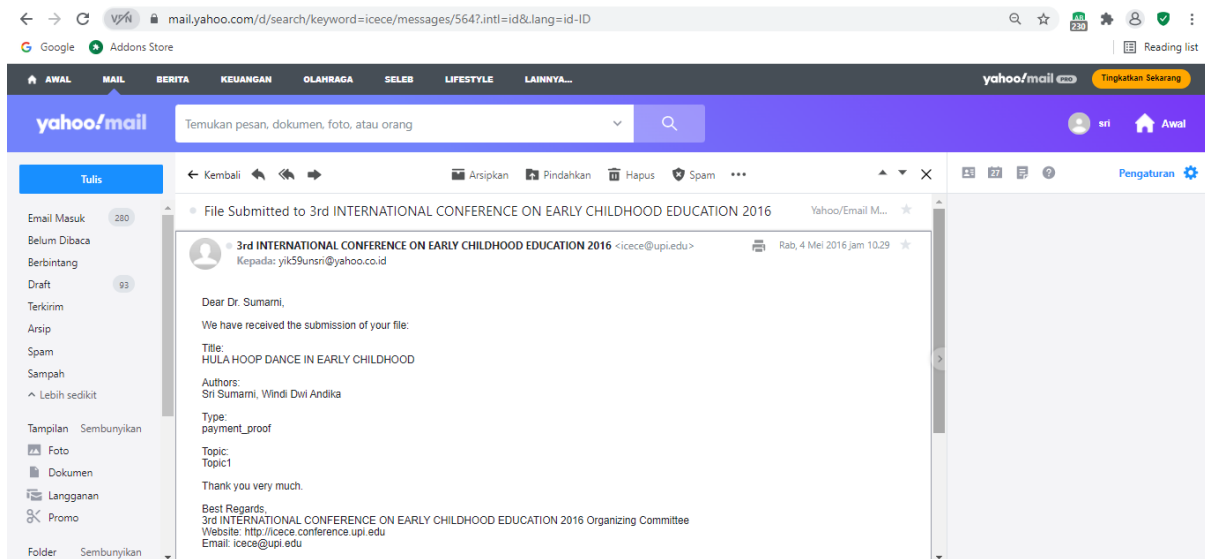 VPN mail.yahoo.com/d/search/keyword=icece/messages/564?.intl=id&.lang=id-ID 230
Google Addons Store Reading list
AWAL MAIL BERITA KEUANGAN OLAHRAGA SELEB LIFESTYLE LAINNYA... yahoo!mail PRO Tingkatkan Sekarang
yahoo!mail Temukan pesan, dokumen, foto, atau orang sri Awal
Tulis Kembali Arsipkan Pindahkan Hapus Spam 27 Pengaturan
Email Masuk 280
Belum Dibaca
Berbintang
Draft 93
Terkirim
Arsip
Spam
Sampah
Lebih sedikit
Tampilan Sembunyikan
Foto
Dokumen
Langganan
Promo
Folder Sembunyikan
File Submitted to 3rd INTERNATIONAL CONFERENCE ON EARLY CHILDHOOD EDUCATION 2016 Yahoo/Email M...
3rd INTERNATIONAL CONFERENCE ON EARLY CHILDHOOD EDUCATION 2016 <icece@upi.edu> Rab, 4 Mei 2016 jam 10.29
Kepada: yik59unsri@yahoo.co.id
Dear Dr. Sumarni,
We have received the submission of your file:
Title:
HULA HOOP DANCE IN EARLY CHILDHOOD
Authors:
Sri Sumarni, Windi Dwi Andika
Type:
payment_proof
Topic:
Topic1
Thank you very much.
Best Regards,
3rd INTERNATIONAL CONFERENCE ON EARLY CHILDHOOD EDUCATION 2016 Organizing Committee
Website: http://icece.conference.upi.edu
Email: icece@upi.edu